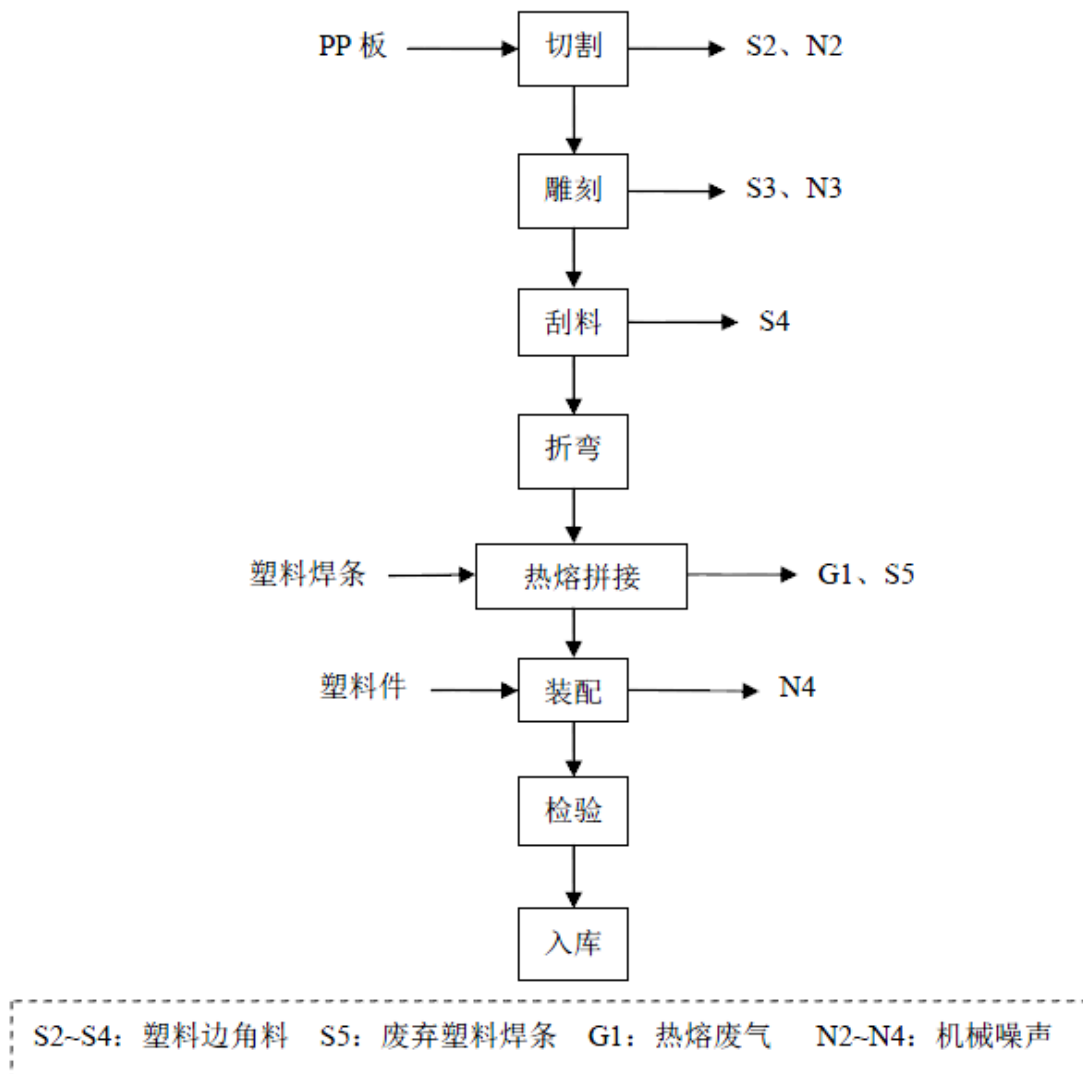 PP 板 切割 S2、N2
雕刻 S3、N3
刮料 S4
折弯
塑料焊条 热熔拼接 G1、S5
塑料件 装配 N4
检验
入库
S2~S4：塑料边角料 S5：废弃塑料焊条 G1：热熔废气 N2~N4：机械噪声